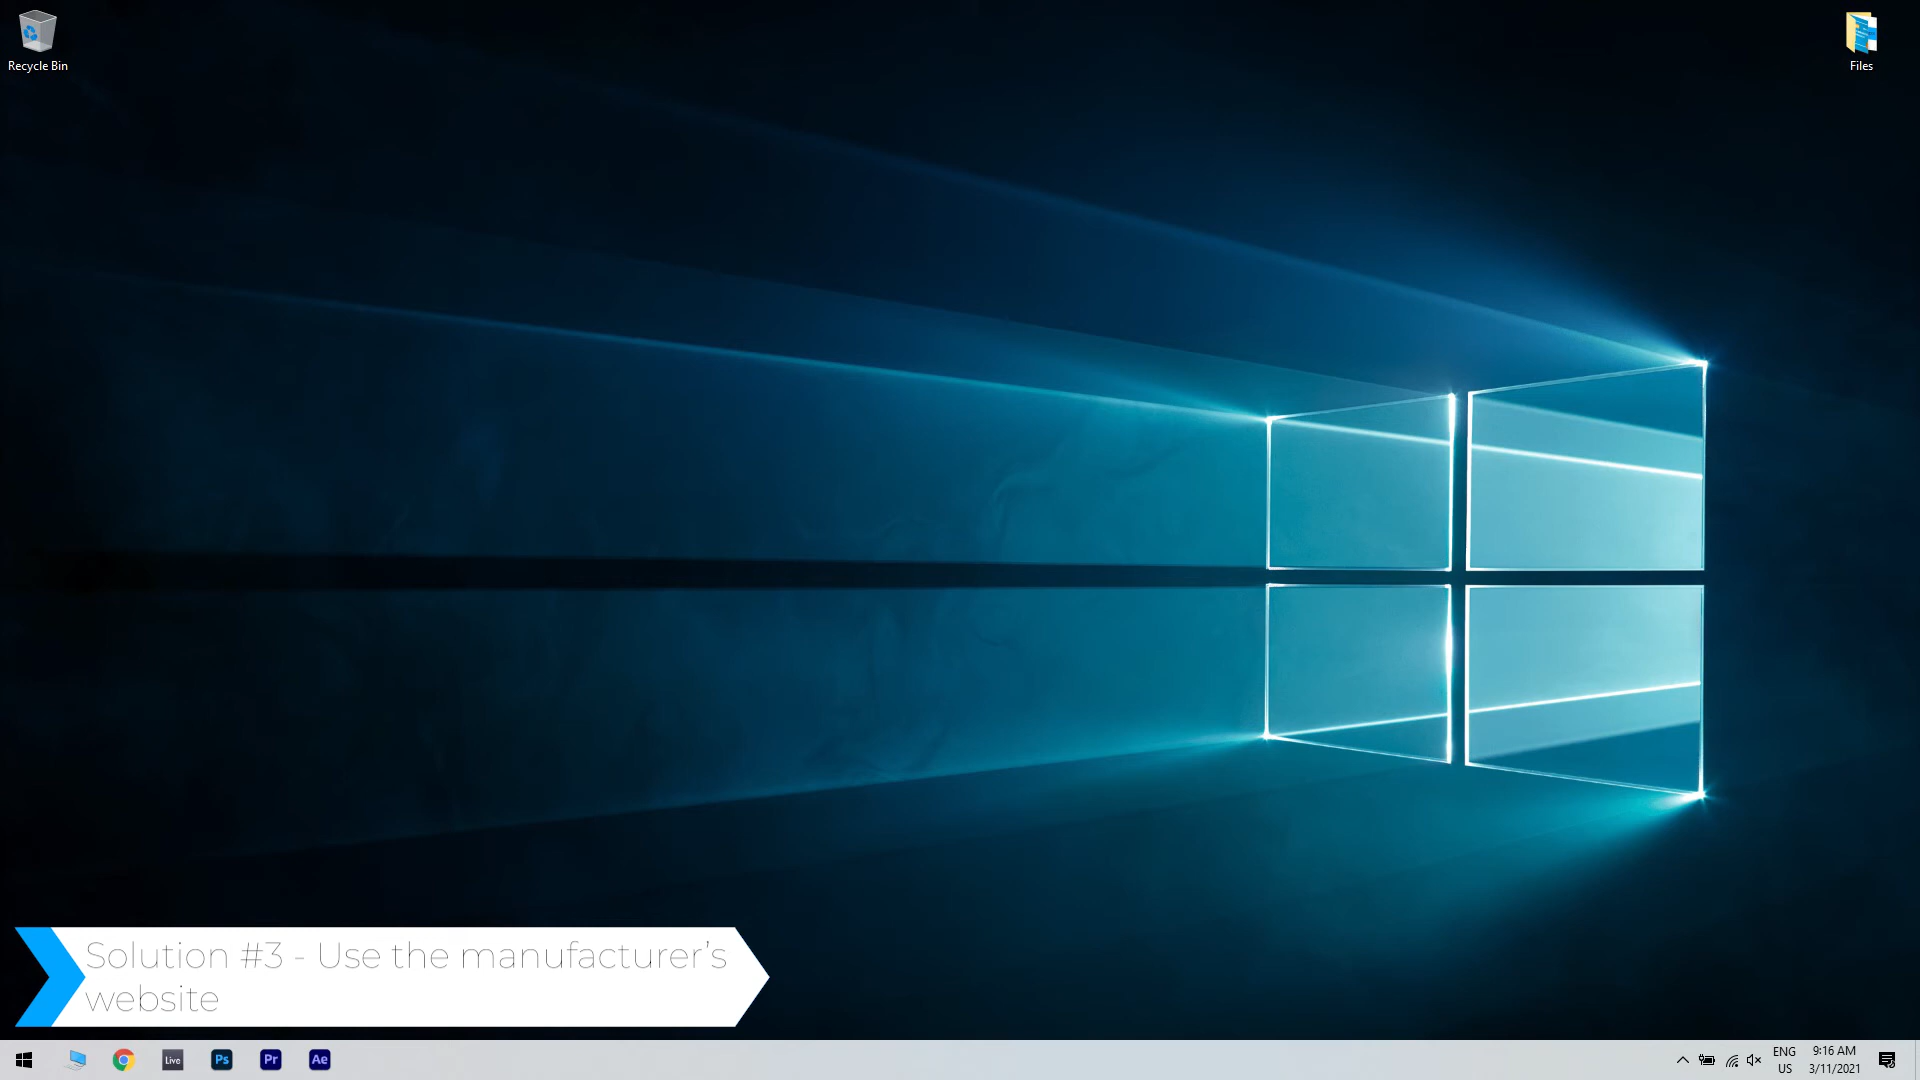 Recycle Bin
Files
Solution #3 - Use the manufacturer's
website
Live
Ps
Pr
Ae
ENG
US
9:16 AM
3/11/2021